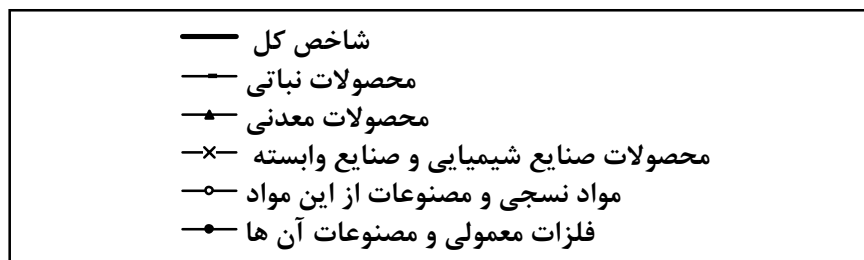 شاخص کل
محصولات نباتی
محصولات معدنی
محصولات صنایع شیمیایی و صنایع وابسته
مواد نسجی و مصنوعات از این مواد
فلزات معمولی و مصنوعات آن ها